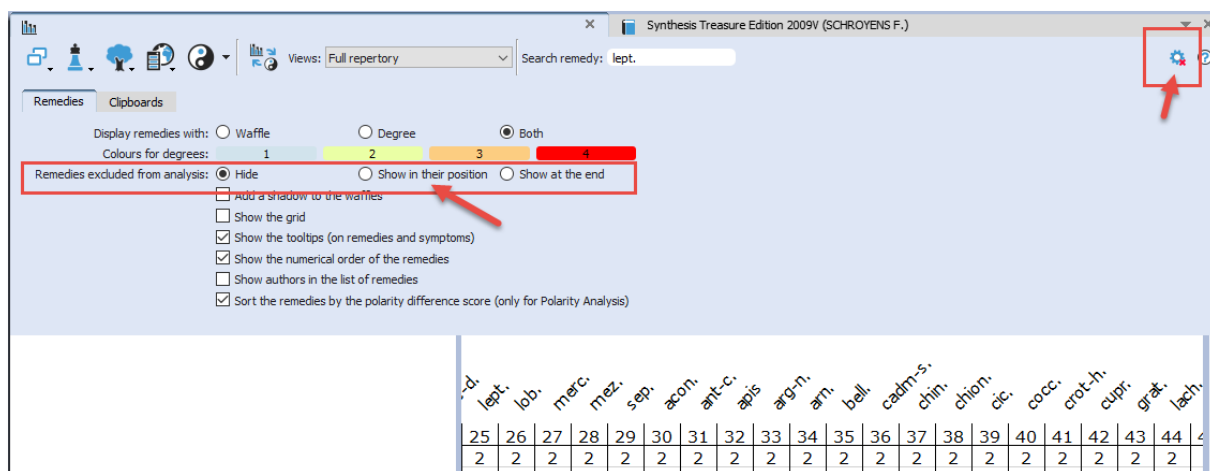 Synthesis Treasure Edition 2009V (SCHROYENS F.)
Views: Full repertory Search remedy: lept.
Remedies Clipboards
Display remedies with: Waffle Degree Both
Colours for degrees: 1 2 3 4
Remedies excluded from analysis: Hide Show in their position Show at the end
Add a shadow to the waffles
Show the grid
Show the tooltips (on remedies and symptoms)
Show the numerical order of the remedies
Show authors in the list of remedies
Sort the remedies by the polarity difference score (only for Polarity Analysis)
-d. lept. lob. merc. mez. sep. acon. ant-c. apis arg-n. arn. bell. cadm-s. chin. chion. cic. cocc. crot-h. cupr. grat. lach.
25 26 27 28 29 30 31 32 33 34 35 36 37 38 39 40 41 42 43 44
2 2 2 2 2 2 2 2 2 2 2 2 2 2 2 2 2 2 2 2